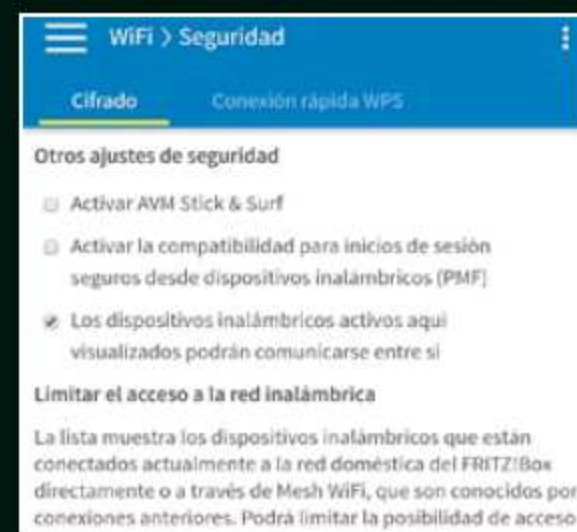 WiFi > Seguridad
Cifrado
Conexión rápida WPS
Otros ajustes de seguridad
Activar AVM Stick & Surf
Activar la compatibilidad para inicios de sesión
seguros desde dispositivos inalámbricos (PMF)
Los dispositivos inalámbricos activos aquí
visualizados podrán comunicarse entre sí
Limitar el acceso a la red inalámbrica
La lista muestra los dispositivos inalámbricos que están
conectados actualmente a la red doméstica del FRITZ!Box
directamente o a través de Mesh WiFi, que son conocidos por
conexiones anteriores. Podrá limitar la posibilidad de acceso